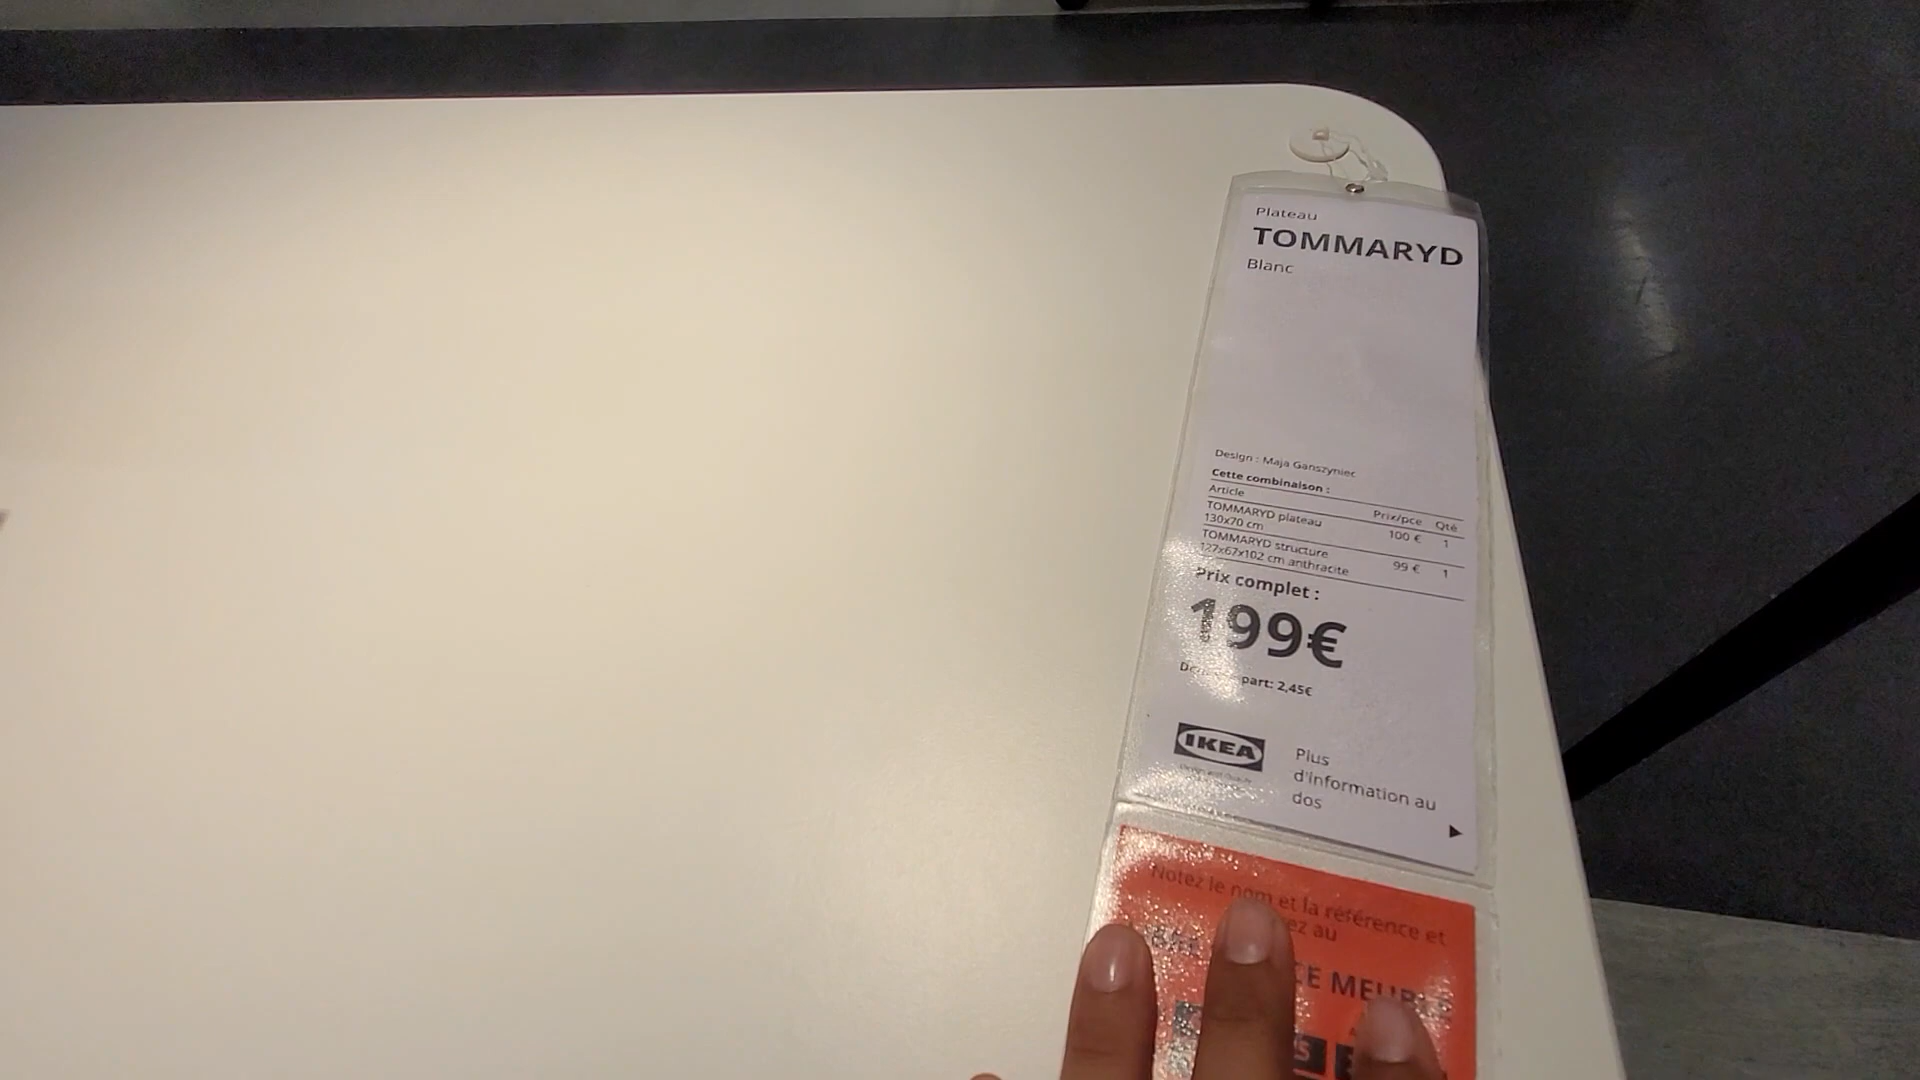 Plateau
TOMMARYD
Blanc
Design : Maja Ganszyniec
Cette combinaison :
Article Prix/pce Qté
TOMMARYD plateau 100 € 1
130x70 cm
TOMMARYD structure 99 € 1
127x67x102 cm anthracite
Prix complet :
199€
part: 2,45€
IKEA
Plus
d'information au
dos
Notez le nom et la référence et
au
MEUBLE